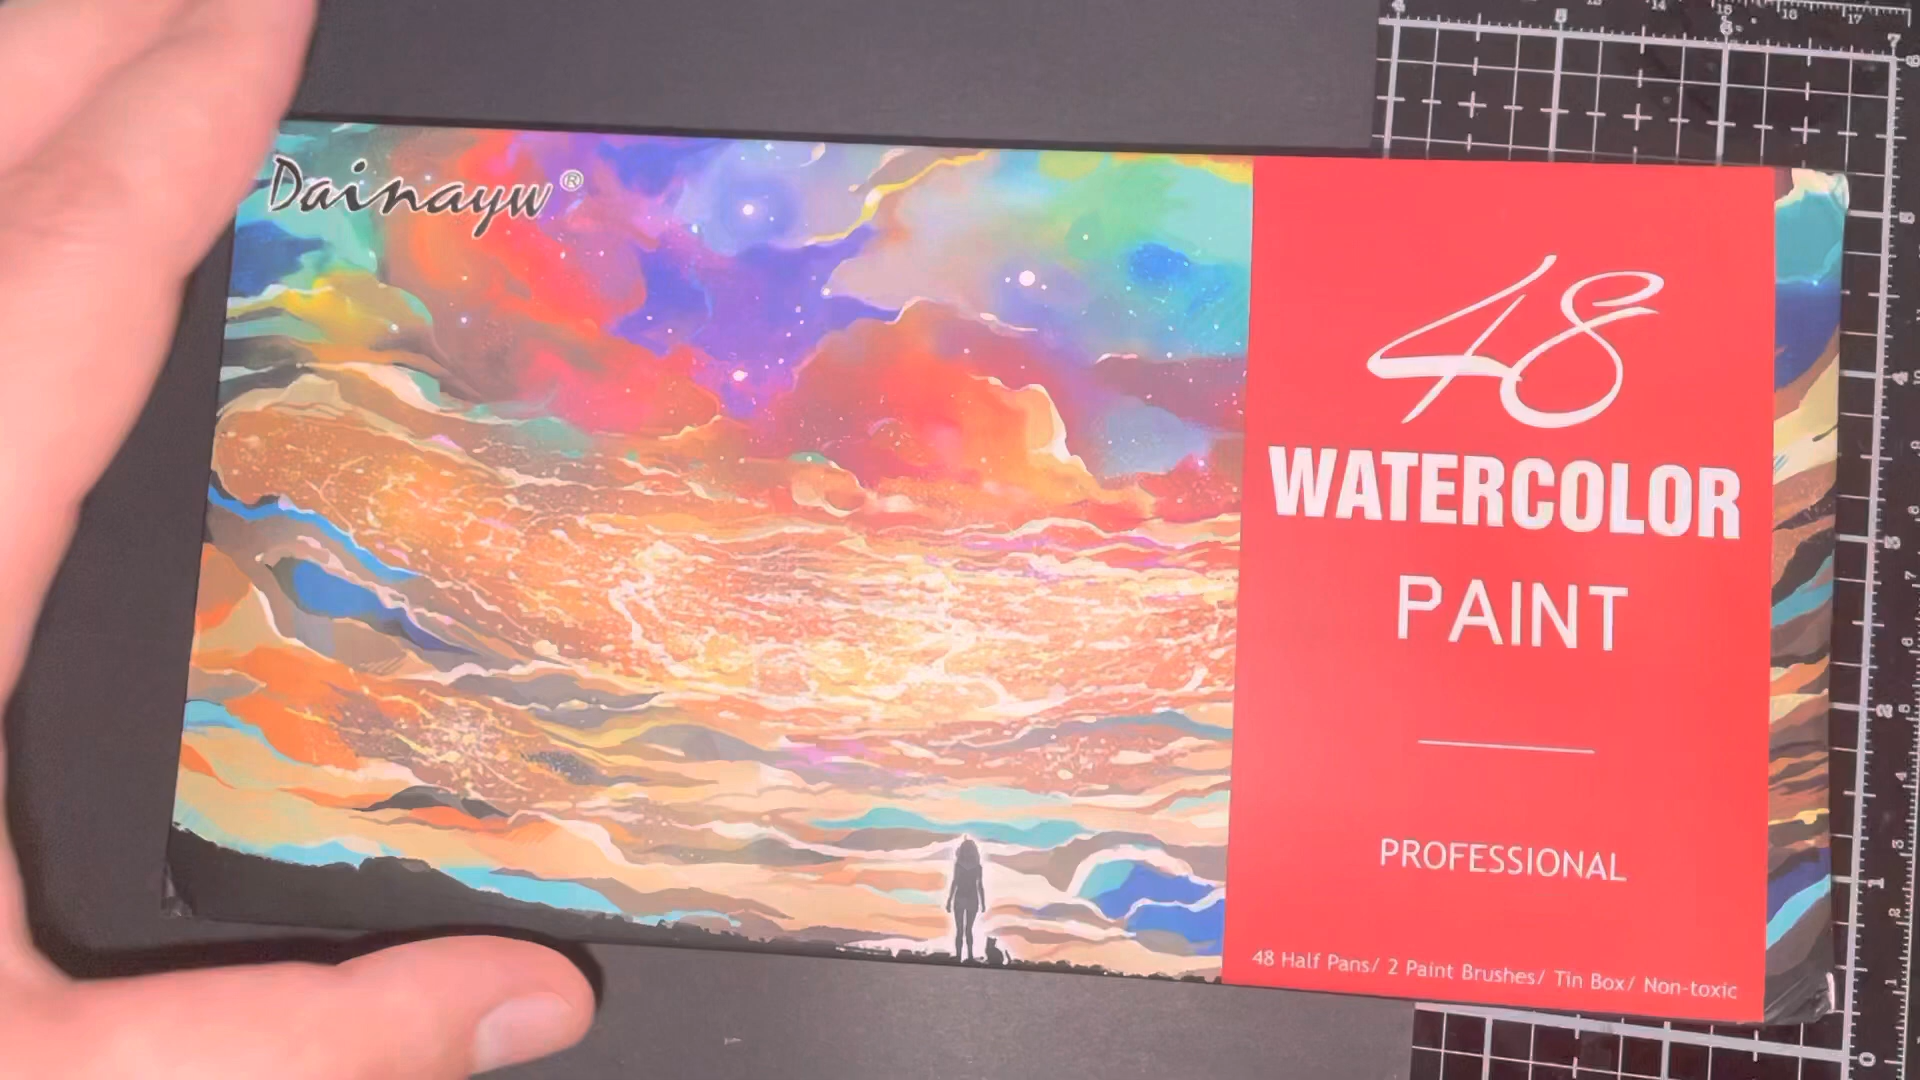 Dainayw®
48
WATERCOLOR
PAINT
PROFESSIONAL
48 Half Pans/ 2 Paint Brushes/ Tin Box/ Non-toxic